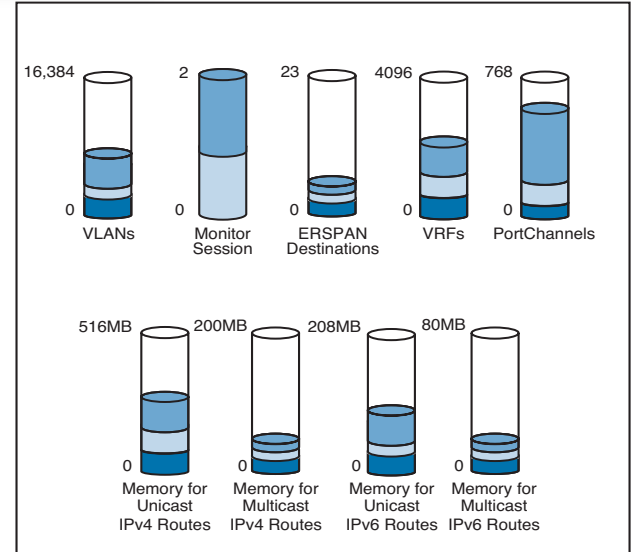 16,384 2 23 4096 768
0 0 0 0 0
VLANs Monitor ERSPAN VRFs PortChannels
Session Destinations
516MB 200MB 208MB 80MB
0 0 0 0
Memory for Memory for Memory for Memory for
Unicast Multicast Unicast Multicast
IPv4 Routes IPv4 Routes IPv6 Routes IPv6 Routes